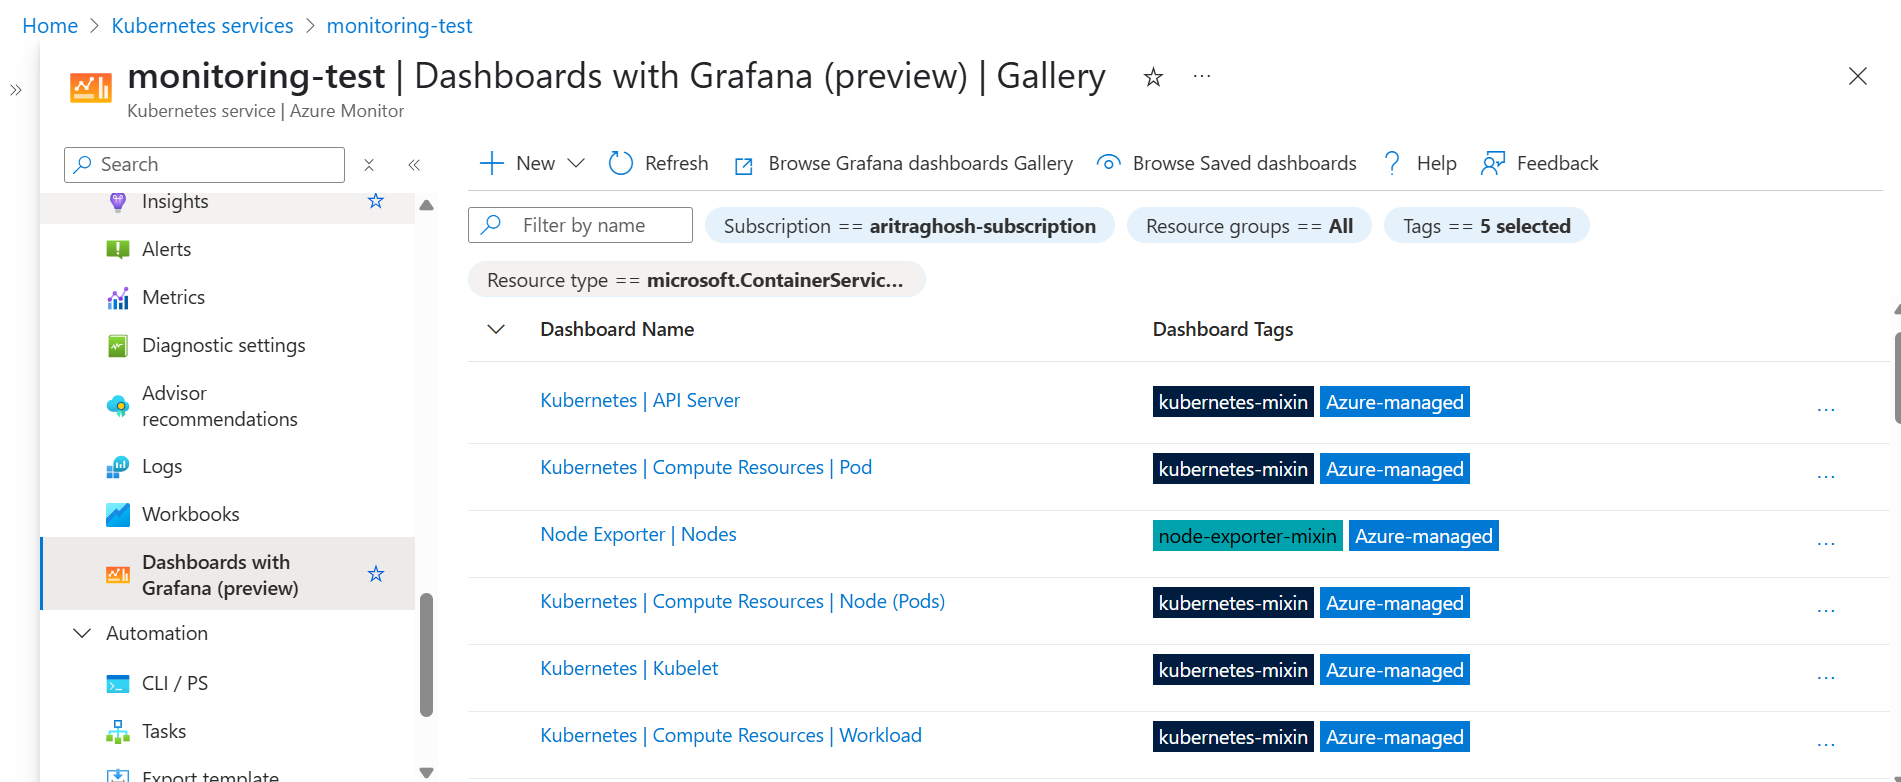 Home > Kubernetes services > monitoring-test
monitoring-test | Dashboards with Grafana (preview) | Gallery
Kubernetes service | Azure Monitor
Search
Insights
Alerts
Metrics
Diagnostic settings
Advisor
recommendations
Logs
Workbooks
Dashboards with
Grafana (preview)
Automation
CLI / PS
Tasks
Export template
New
Refresh
Browse Grafana dashboards Gallery
Browse Saved dashboards
Help
Feedback
Filter by name
Subscription == aritraghosh-subscription
Resource groups == All
Tags == 5 selected
Resource type == microsoft.ContainerServic...
Dashboard Name Dashboard Tags
Kubernetes | API Server kubernetes-mixin Azure-managed
Kubernetes | Compute Resources | Pod kubernetes-mixin Azure-managed
Node Exporter | Nodes node-exporter-mixin Azure-managed
Kubernetes | Compute Resources | Node (Pods) kubernetes-mixin Azure-managed
Kubernetes | Kubelet kubernetes-mixin Azure-managed
Kubernetes | Compute Resources | Workload kubernetes-mixin Azure-managed